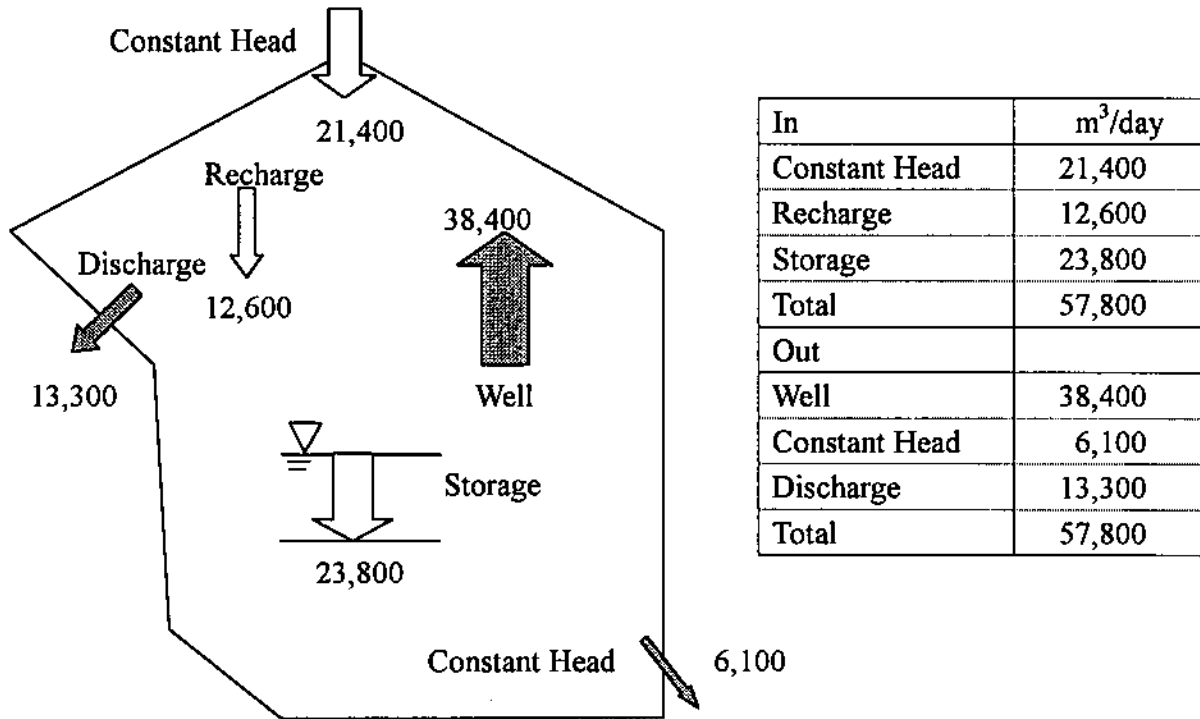 Constant Head
21,400
Recharge
38,400
Discharge
12,600
13,300
Well
Storage
23,800
Constant Head 6,100
In m³/day
Constant Head 21,400
Recharge 12,600
Storage 23,800
Total 57,800
Out
Well 38,400
Constant Head 6,100
Discharge 13,300
Total 57,800